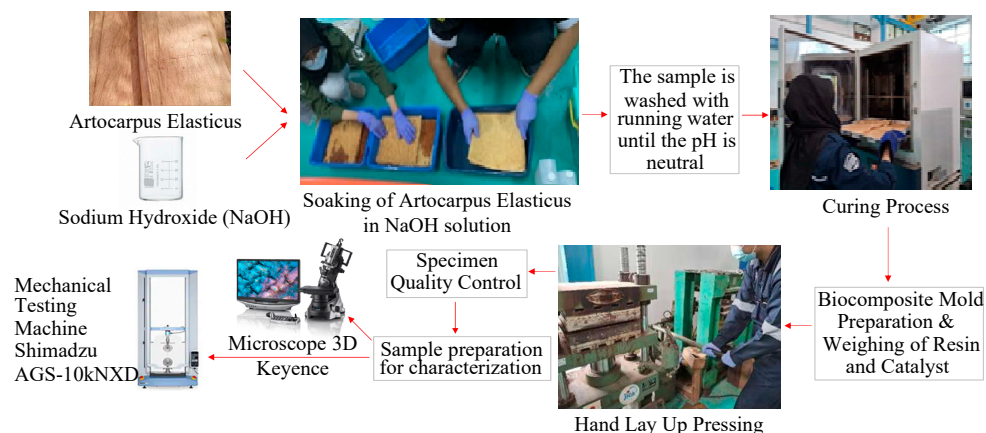 Artocarpus Elasticus
Sodium Hydroxide (NaOH)
Soaking of Artocarpus Elasticus
in NaOH solution
The sample is
washed with
running water
until the pH is
neutral
Curing Process
Biocomposite Mold
Preparation &
Weighing of Resin
and Catalyst
Hand Lay Up Pressing
Specimen
Quality Control
Sample preparation
for characterization
Microscope 3D
Keyence
Mechanical
Testing
Machine
Shimadzu
AGS-10kNXD